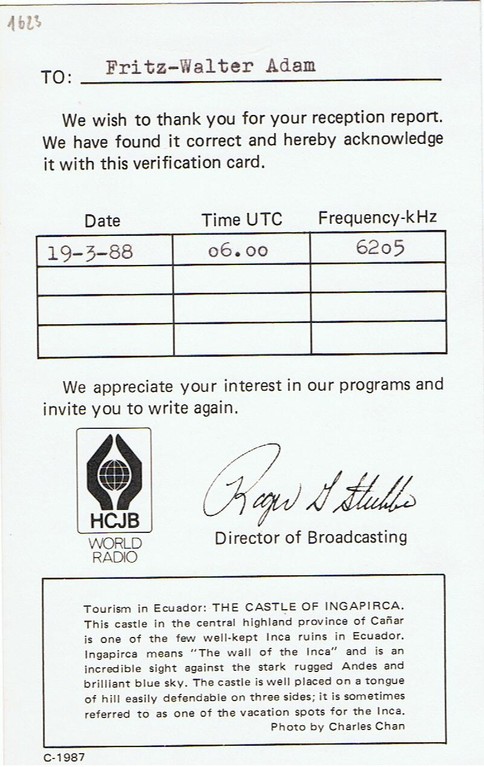 1623
TO: Fritz-Walter Adam
We wish to thank you for your reception report.
We have found it correct and hereby acknowledge
it with this verification card.
Date Time UTC Frequency-kHz
19-3-88 06.00 6205
We appreciate your interest in our programs and
invite you to write again.
HCJB
WORLD
RADIO
Roger G Stubbe
Director of Broadcasting
Tourism in Ecuador: THE CASTLE OF INGAPIRCA.
This castle in the central highland province of Cañar
is one of the few well-kept Inca ruins in Ecuador.
Ingapirca means "The wall of the Inca" and is an
incredible sight against the stark rugged Andes and
brilliant blue sky. The castle is well placed on a tongue
of hill easily defendable on three sides; it is sometimes
referred to as one of the vacation spots for the Inca.
Photo by Charles Chan
C-1987